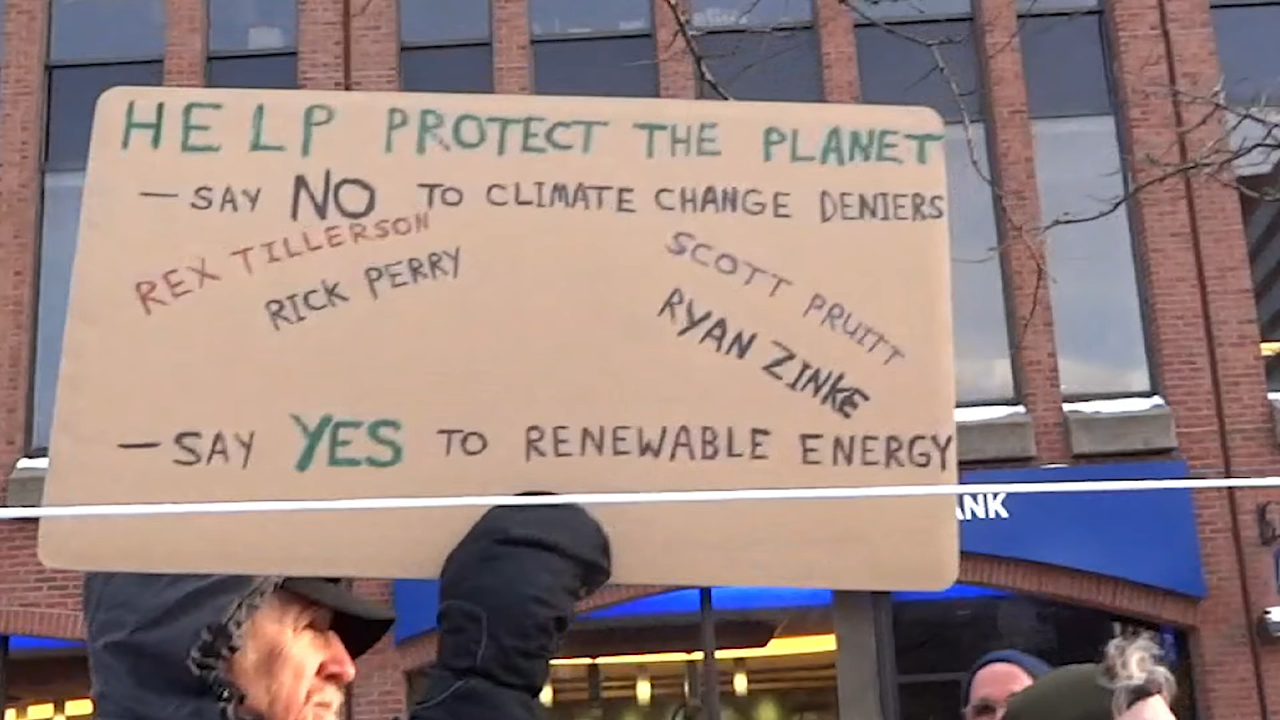 HELP PROTECT THE PLANET
—SAY NO TO CLIMATE CHANGE DENIERS
REX TILLERSON
RICK PERRY
SCOTT PRUITT
RYAN ZINKE
—SAY YES TO RENEWABLE ENERGY
ANK